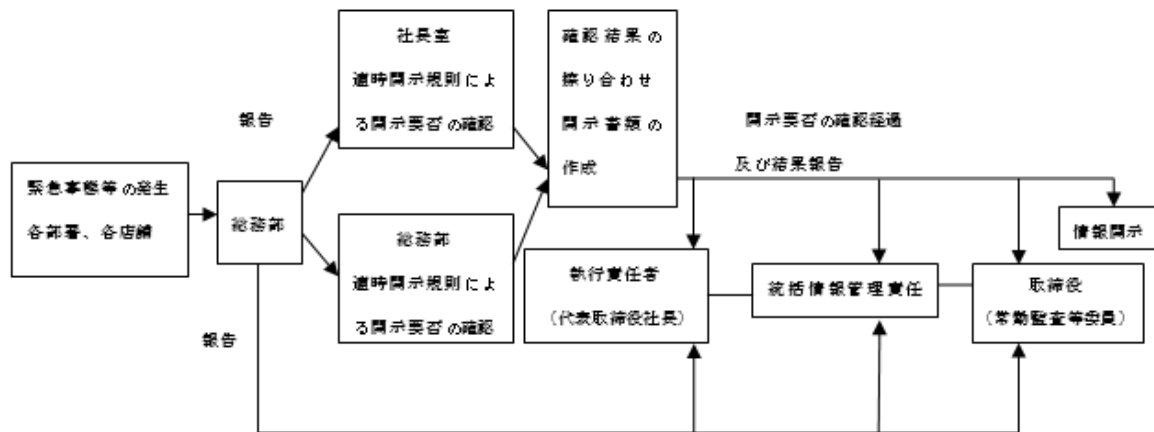 緊急事態等の発生
各部署、各店舗
総務部
報告
報告
社長室
適時開示規則によ
る開示要否の確認
総務部
適時開示規則によ
る開示要否の確認
確認結果の
擦り合わせ
開示書類の
作成
開示要否の確認経過
及び結果報告
執行責任者
（代表取締役社長）
統括情報管理責任
取締役
（常勤監査等委員）
情報開示